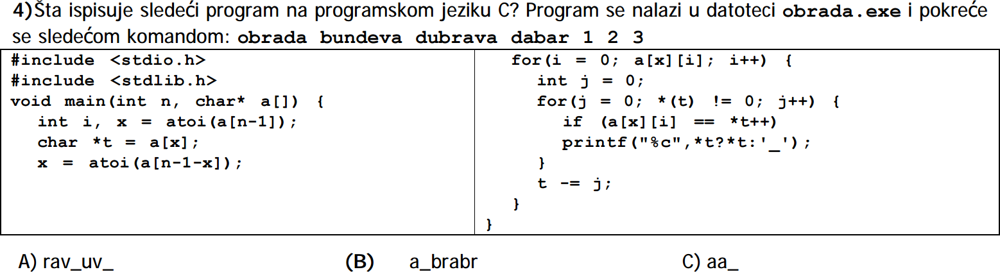 4)Šta ispisuje sledeći program na programskom jeziku C? Program se nalazi u datoteci obrada.exe i pokreće
se sledećom komandom: obrada bundeva dubrava dabar 1 2 3
#include <stdio.h>
#include <stdlib.h>
void main(int n, char* a[]) {
int i, x = atoi(a[n-1]);
char *t = a[x];
x = atoi(a[n-1-x]);
for(i = 0; a[x][i]; i++) {
int j = 0;
for(j = 0; *(t) != 0; j++) {
if (a[x][i] == *t++)
printf("%c",*t?*t:'_');
}
t -= j;
}
}
A) rav_uv_ (B) a_brabr C) aa_